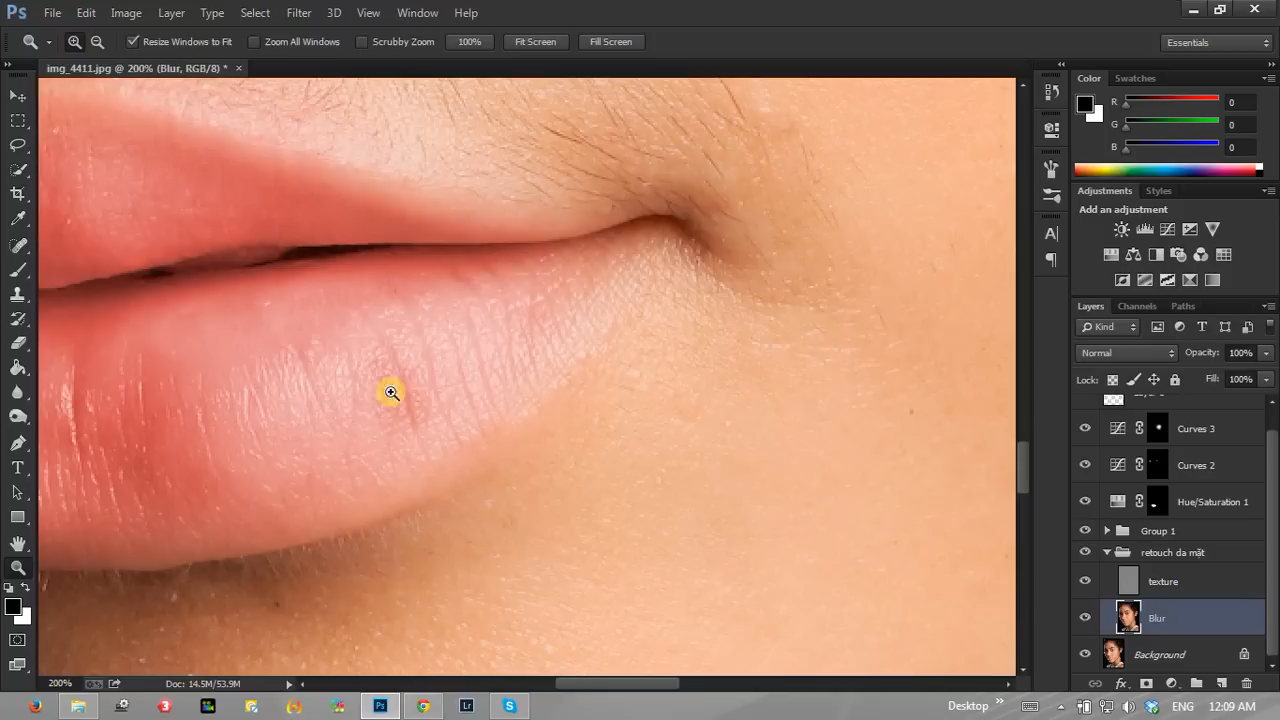 Ps File Edit Image Layer Type Select Filter 3D View Window Help
Resize Windows to Fit Zoom All Windows Scrubby Zoom 100% Fit Screen Fill Screen Essentials
img_4411.jpg @ 200% (Blur, RGB/8) * ×
Color Swatches
R 0
G 0
B 0
Adjustments Styles
Add an adjustment
Layers Channels Paths
Kind
Normal Opacity: 100%
Lock: Fill: 100%
Curves 3
Curves 2
Hue/Saturation 1
Group 1
retouch da mặt
texture
Blur
Background
200% Doc: 14.5M/53.9M
Desktop » 12:09 AM